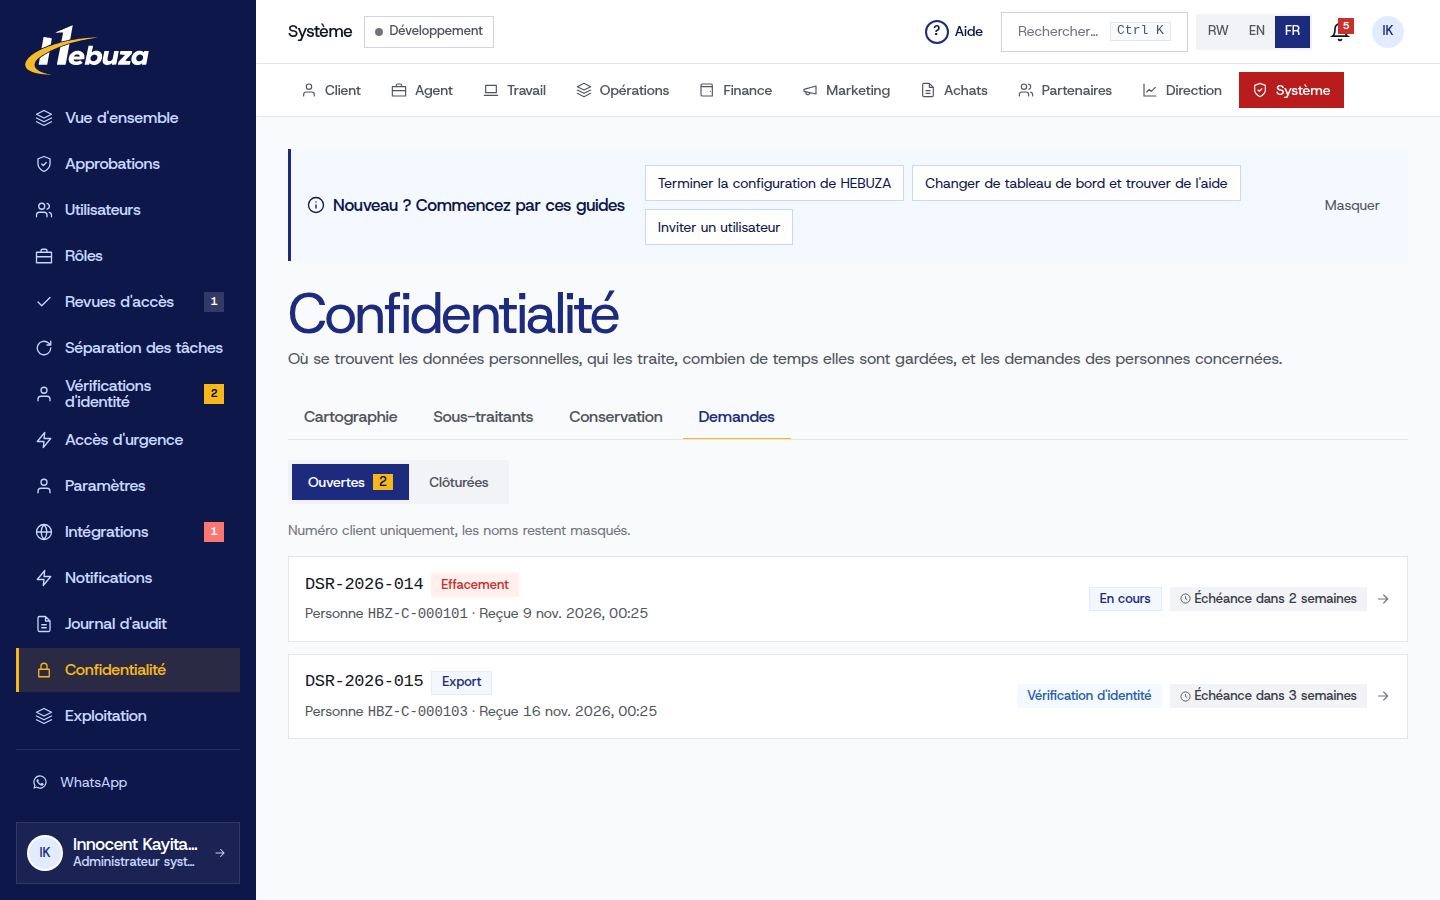 Hebuza
Vue d'ensemble
Approbations
Utilisateurs
Rôles
Revues d'accès 1
Séparation des tâches
Vérifications
d'identité 2
Accès d'urgence
Paramètres
Intégrations 1
Notifications
Journal d'audit
Confidentialité
Exploitation
WhatsApp
IK Innocent Kayita...
Administrateur syst...
Système Développement ? Aide Rechercher... Ctrl K RW EN FR 5 IK
Client Agent Travail Opérations Finance Marketing Achats Partenaires Direction Système
Nouveau ? Commencez par ces guides
Terminer la configuration de HEBUZA Changer de tableau de bord et trouver de l'aide
Inviter un utilisateur
Masquer
Confidentialité
Où se trouvent les données personnelles, qui les traite, combien de temps elles sont gardées, et les demandes des personnes concernées.
Cartographie Sous-traitants Conservation Demandes
Ouvertes 2 Clôturées
Numéro client uniquement, les noms restent masqués.
DSR-2026-014 Effacement
Personne HBZ-C-000101 · Reçue 9 nov. 2026, 00:25
En cours Échéance dans 2 semaines
DSR-2026-015 Export
Personne HBZ-C-000103 · Reçue 16 nov. 2026, 00:25
Vérification d'identité Échéance dans 3 semaines